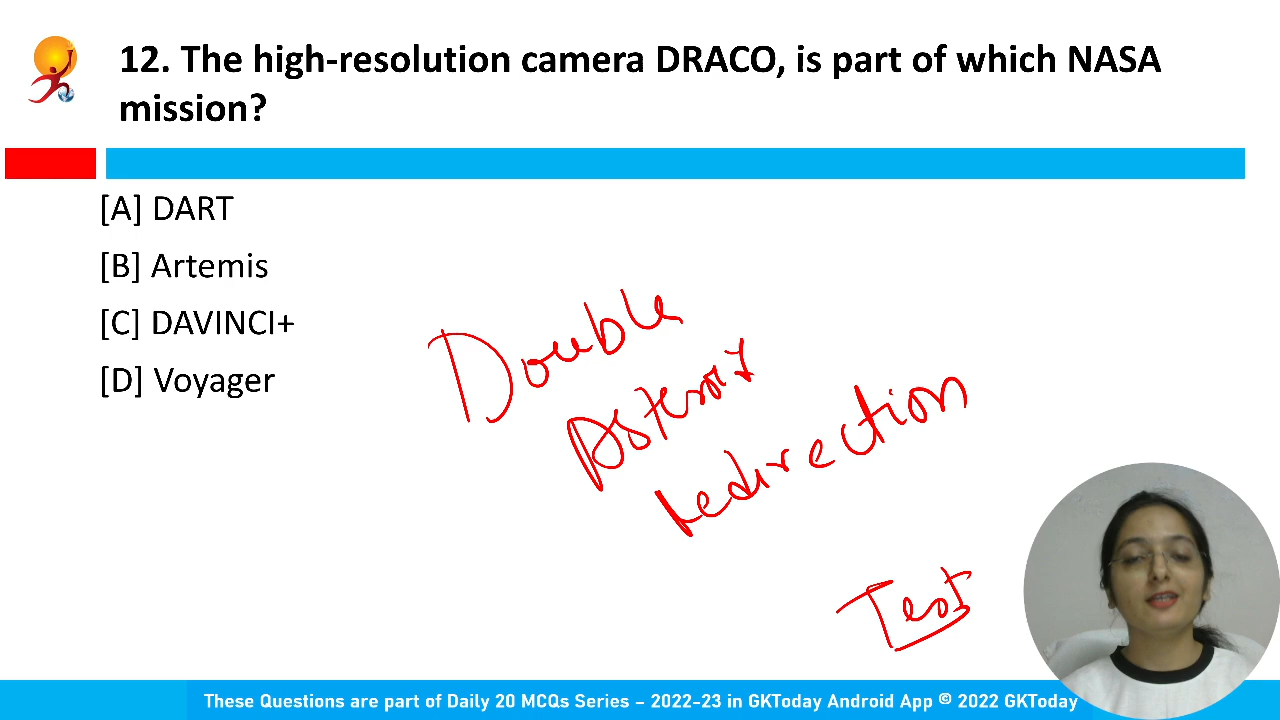 12. The high-resolution camera DRACO, is part of which NASA
mission?
[A] DART
[B] Artemis
[C] DAVINCI+
[D] Voyager
Double
Asteroid
redirection
Test
These Questions are part of Daily 20 MCQs Series – 2022-23 in GKToday Android App © 2022 GKToday